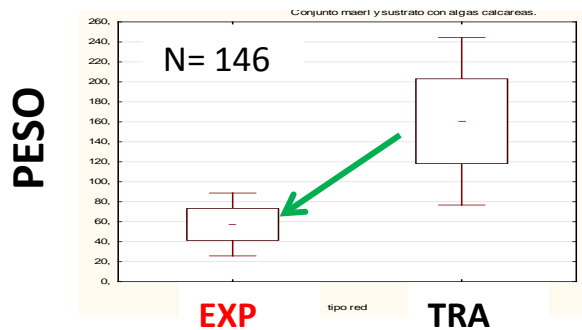 Conjunto maerl y sustrato con algas calcareas.
PESO
260,
240,
220,
200,
180,
160,
140,
120,
100,
80,
60,
40,
20,
0,
N= 146
EXP
tipo red
TRA